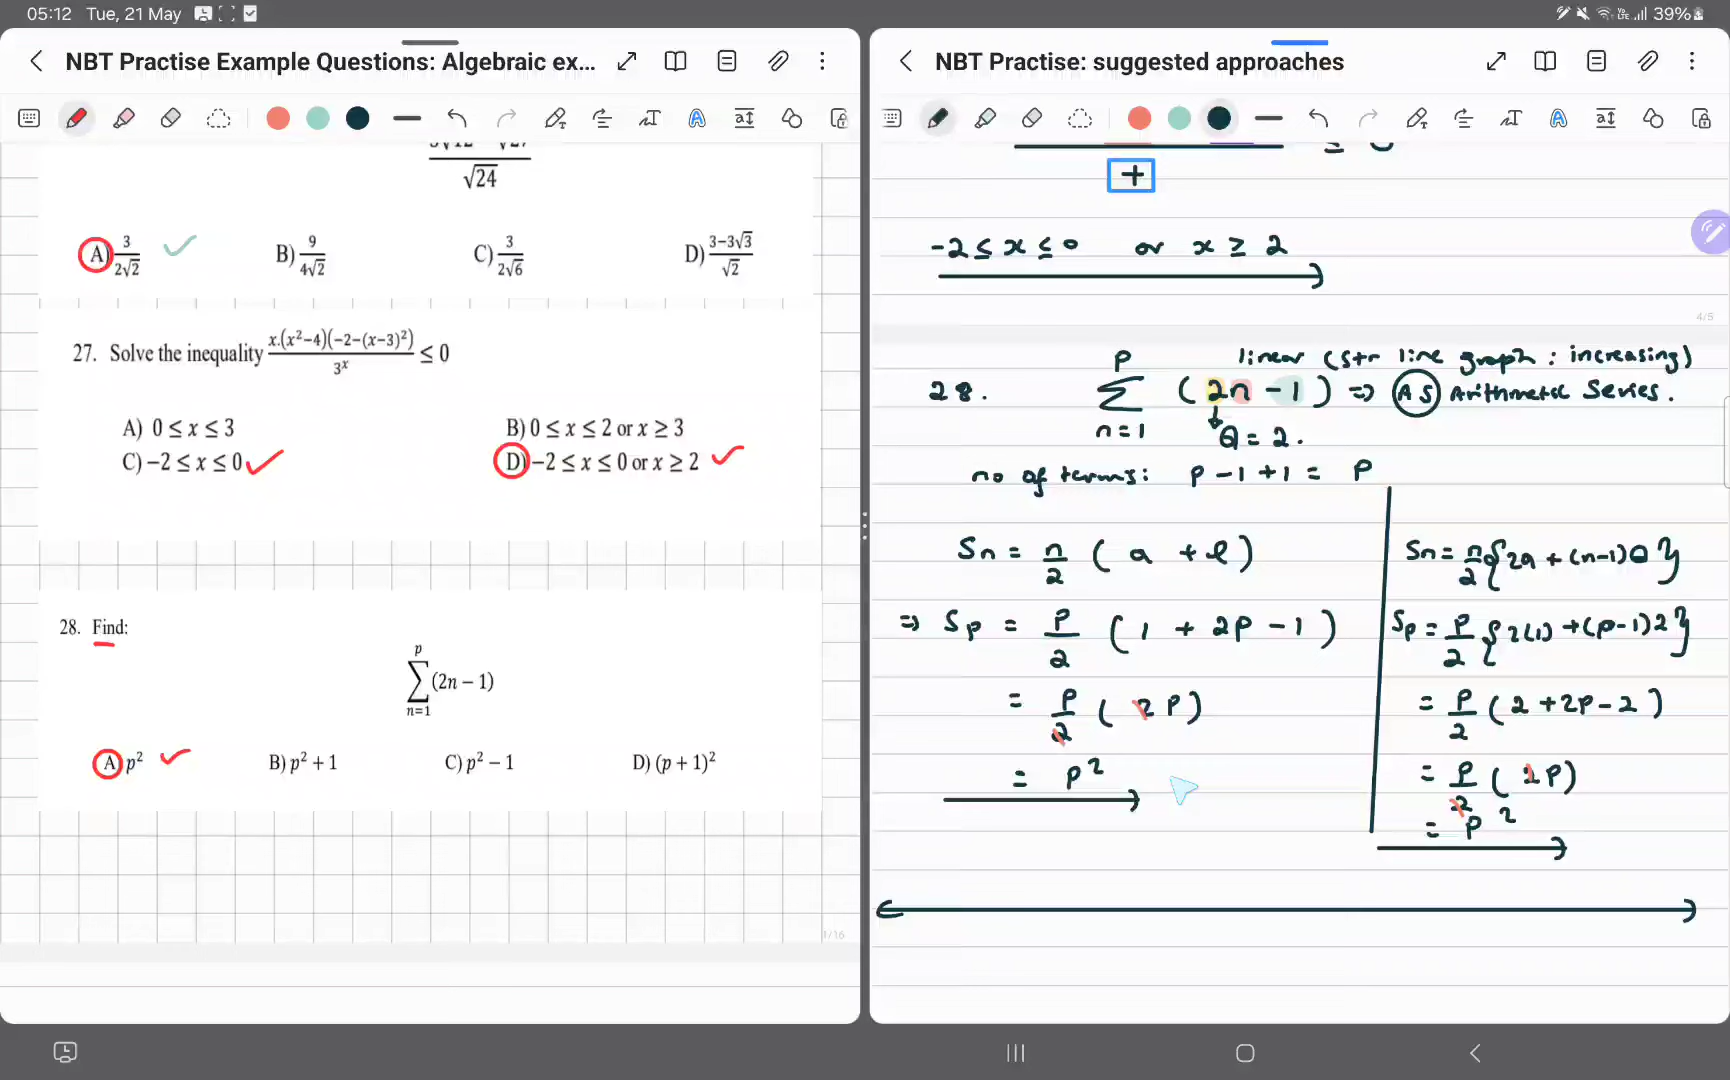 05:12 Tue, 21 May
39%
NBT Practise Example Questions: Algebraic ex...
√24
A) 3/(2√2) ✓
B) 9/(4√2)
C) 3/(2√6)
D) (3−3√3)/√2
27. Solve the inequality x.(x²−4)(−2−(x−3)²)/3ˣ ≤ 0
A) 0 ≤ x ≤ 3
B) 0 ≤ x ≤ 2 or x ≥ 3
C) −2 ≤ x ≤ 0 ✓
D) −2 ≤ x ≤ 0 or x ≥ 2 ✓
28. Find:
p
∑ (2n − 1)
n=1
A) p² ✓
B) p² + 1
C) p² − 1
D) (p + 1)²
1/16
NBT Practise: suggested approaches
≤ 0
+
-2 ≤ x ≤ 0 or x ≥ 2
4/5
P linear (str line graph : increasing)
28. ∑ (2n -1) => AS Arithmetic Series.
n=1 ↓ d = 2.
no of terms: P -1 +1 = P
Sn = n/2 ( a + l )
=> Sp = P/2 ( 1 + 2P - 1 )
= P/2 ( 2P )
= P²
Sn = n/2 {2a + (n-1)d}
Sp = P/2 {2(1) + (P-1)2}
= P/2 ( 2 + 2P - 2 )
= P/2 ( 2P )
= P²